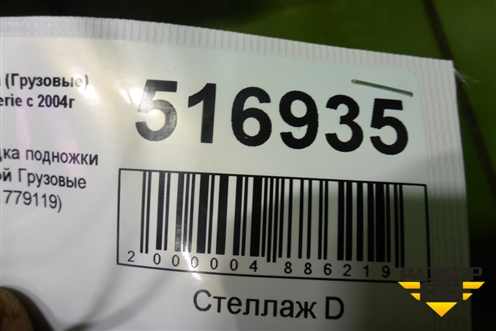 (Грузовые)
erie с 2004г
516935
дка подножки
ой Грузовые
779119)
2000004886219
Стеллаж D